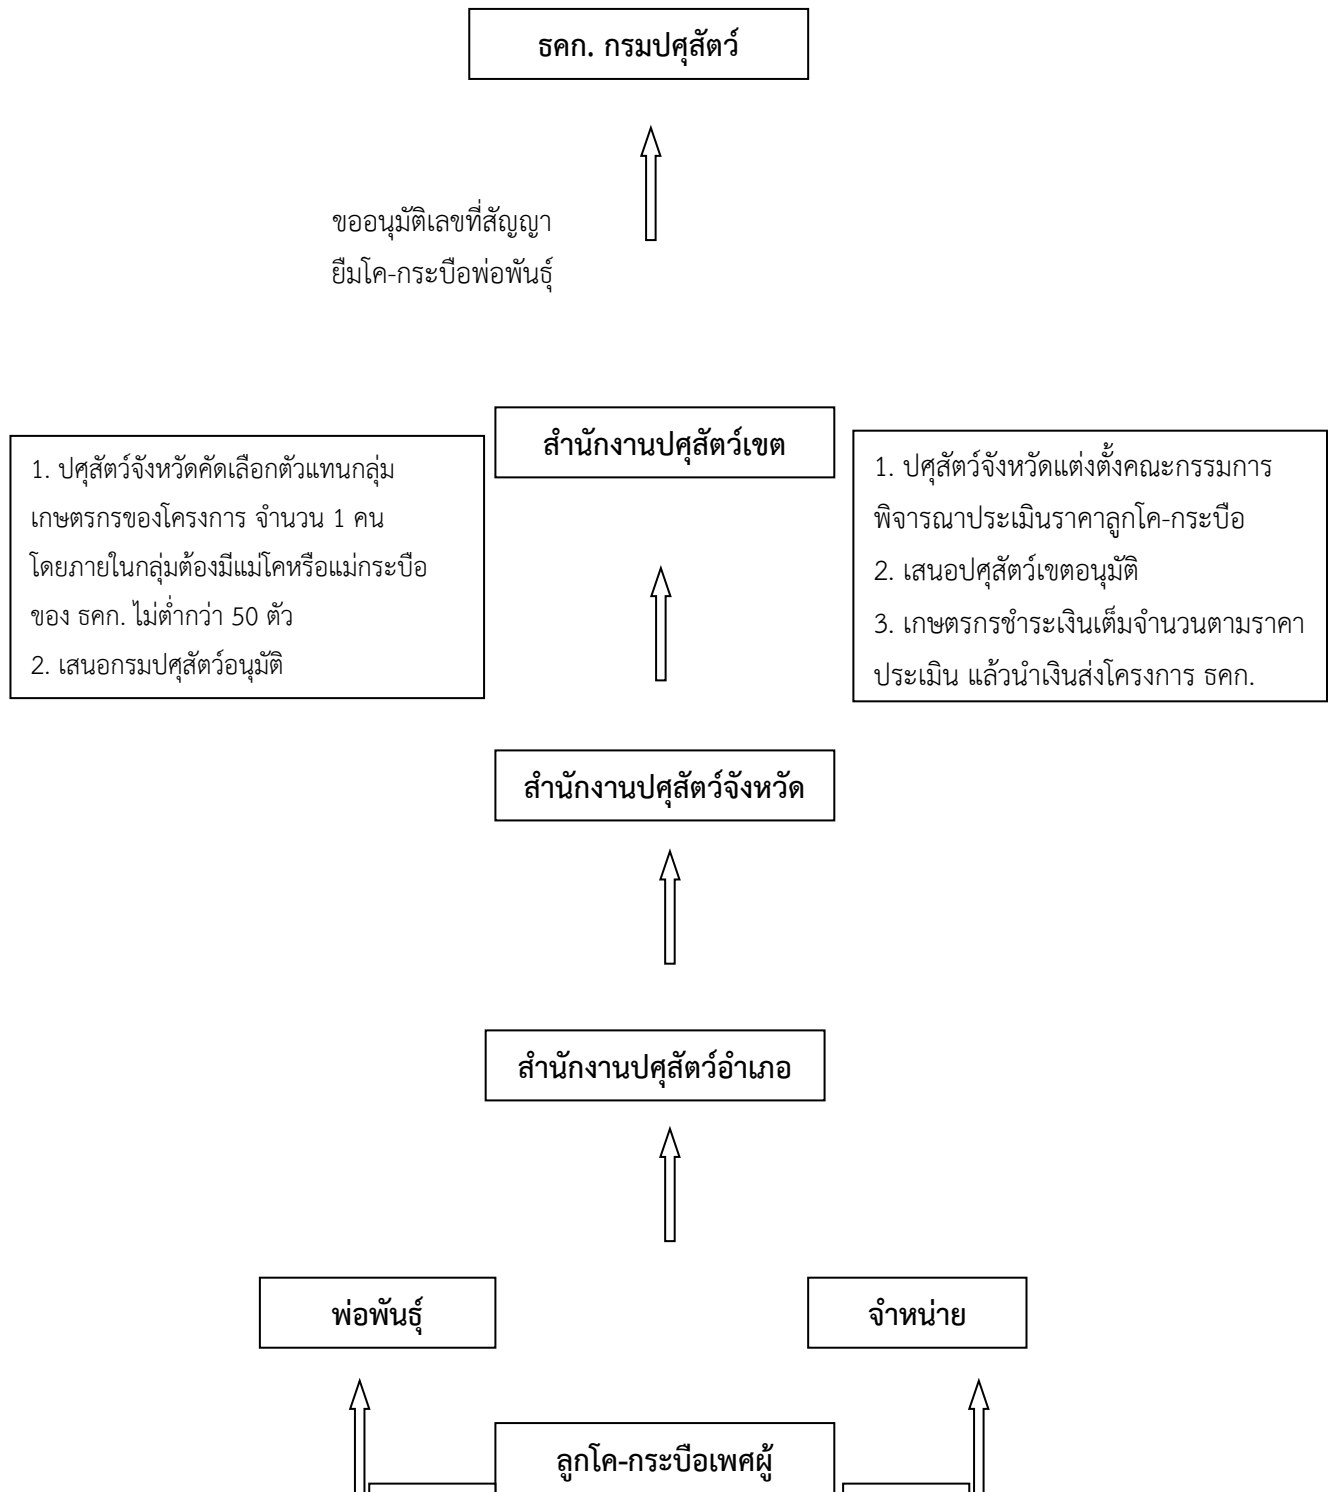 ธคก. กรมปศุสัตว์
ขออนุมัติเลขที่สัญญา
ยืมโค-กระบือพ่อพันธุ์
สำนักงานปศุสัตว์เขต
1. ปศุสัตว์จังหวัดคัดเลือกตัวแทนกลุ่ม
เกษตรกรของโครงการ จำนวน 1 คน
โดยภายในกลุ่มต้องมีแม่โคหรือแม่กระบือ
ของ ธคก. ไม่ต่ำกว่า 50 ตัว
2. เสนอกรมปศุสัตว์อนุมัติ
1. ปศุสัตว์จังหวัดแต่งตั้งคณะกรรมการ
พิจารณาประเมินราคาลูกโค-กระบือ
2. เสนอปศุสัตว์เขตอนุมัติ
3. เกษตรกรชำระเงินเต็มจำนวนตามราคา
ประเมิน แล้วนำเงินส่งโครงการ ธคก.
สำนักงานปศุสัตว์จังหวัด
สำนักงานปศุสัตว์อำเภอ
พ่อพันธุ์
จำหน่าย
ลูกโค-กระบือเพศผู้